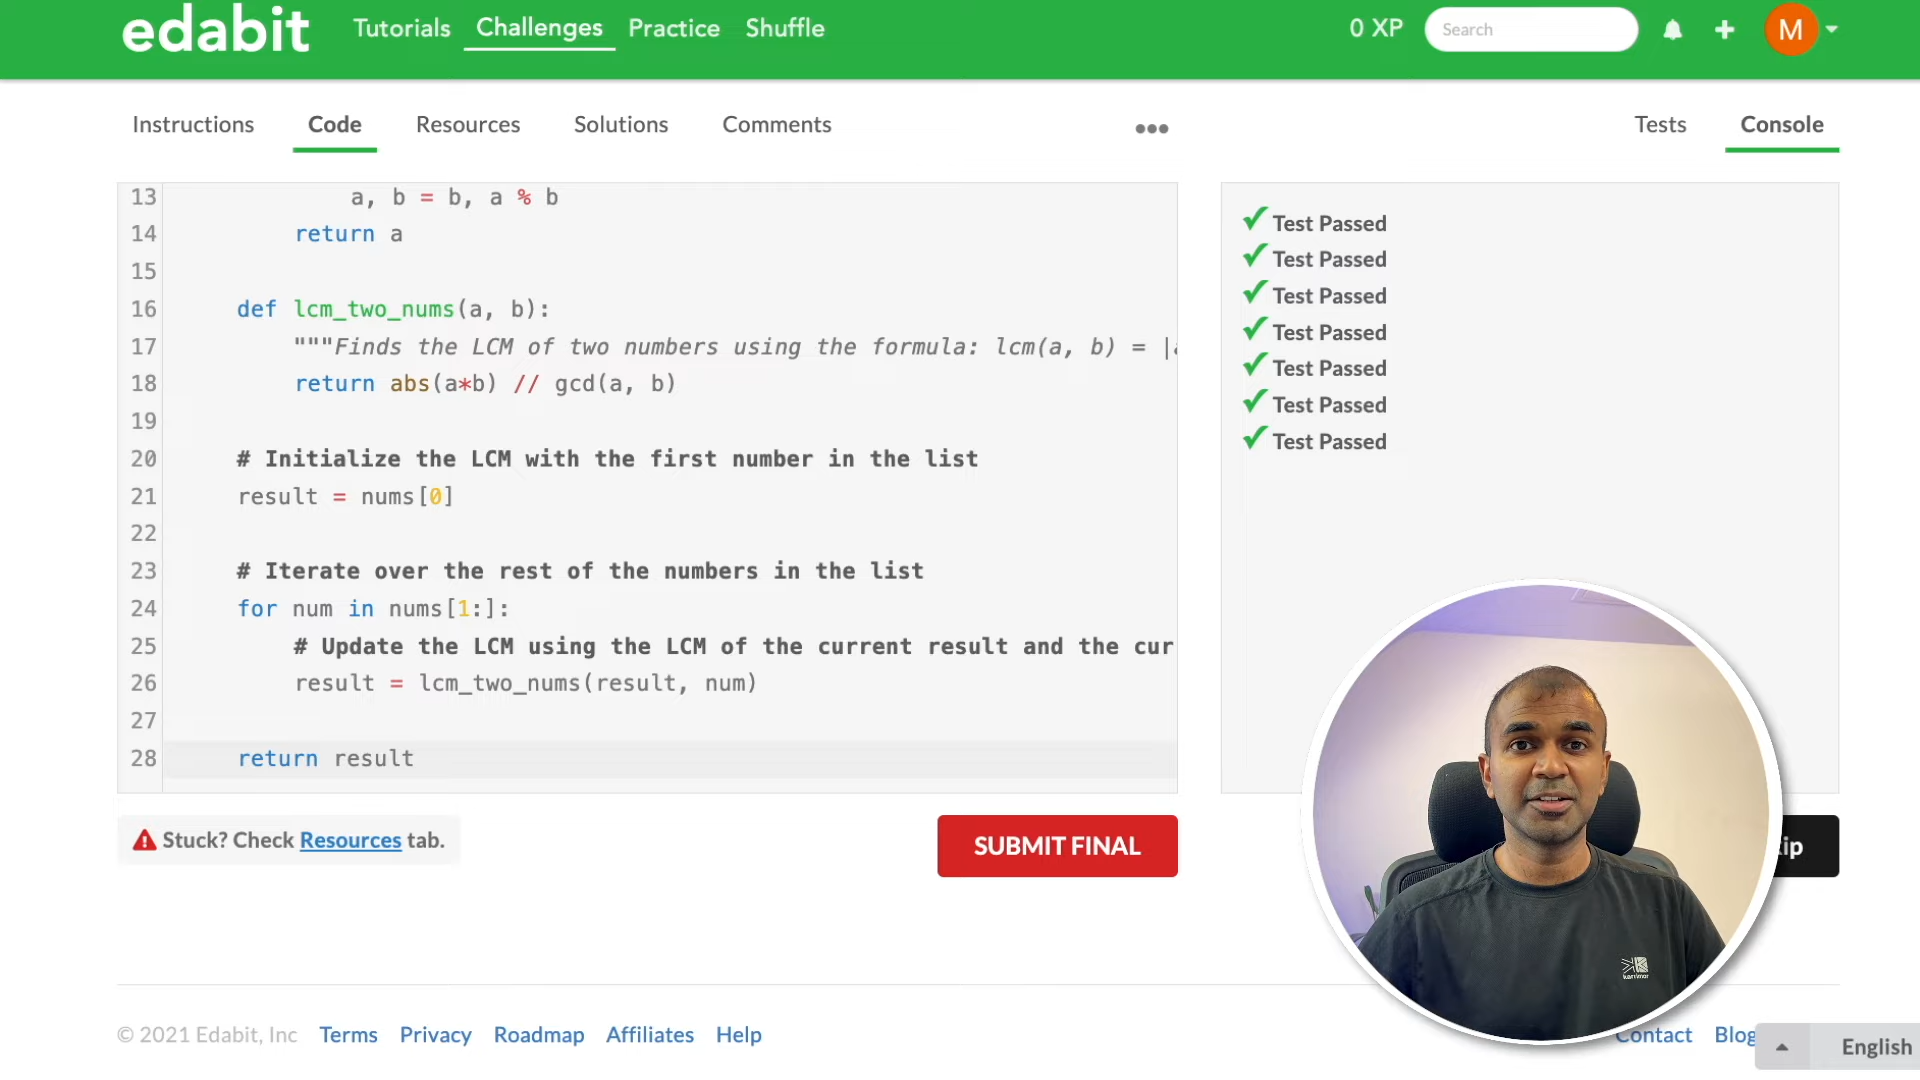 edabit Tutorials Challenges Practice Shuffle 0 XP Search M
Instructions Code Resources Solutions Comments Tests Console
13 a, b = b, a % b
14 return a
15
16 def lcm_two_nums(a, b):
17 """Finds the LCM of two numbers using the formula: lcm(a, b) = |
18 return abs(a*b) // gcd(a, b)
19
20 # Initialize the LCM with the first number in the list
21 result = nums[0]
22
23 # Iterate over the rest of the numbers in the list
24 for num in nums[1:]:
25 # Update the LCM using the LCM of the current result and the cur
26 result = lcm_two_nums(result, num)
27
28 return result
Test Passed
Test Passed
Test Passed
Test Passed
Test Passed
Test Passed
Test Passed
Stuck? Check Resources tab.
SUBMIT FINAL
ip
karrimor
© 2021 Edabit, Inc Terms Privacy Roadmap Affiliates Help Contact Blog
English